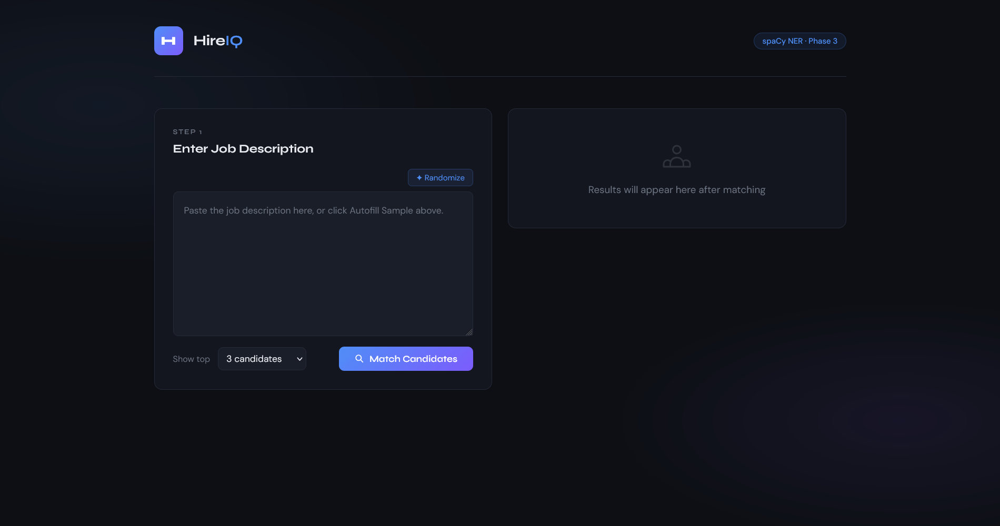 H HireIQ
spaCy NER · Phase 3
STEP 1
Enter Job Description
✦ Randomize
Paste the job description here, or click Autofill Sample above.
Show top
3 candidates
Match Candidates
Results will appear here after matching